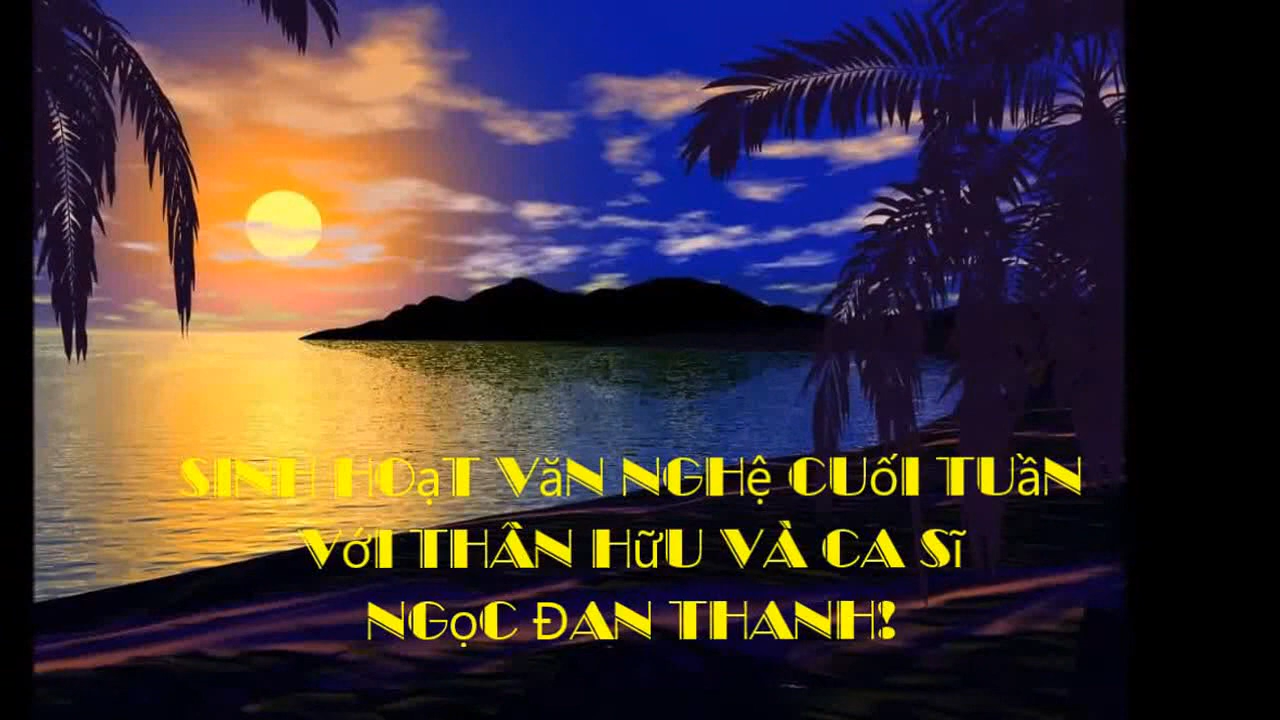 SINH HOạT VĂN NGHệ CUốI TUầN
VớI THÂN HữU VÀ CA Sĩ
NGọC ĐAN THANH!